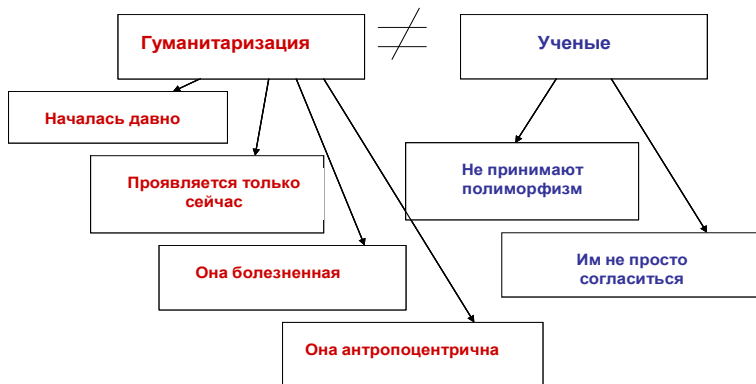 Гуманитаризация
≠
Ученые
Началась давно
Проявляется только
сейчас
Не принимают
полиморфизм
Она болезненная
Им не просто
согласиться
Она антропоцентрична